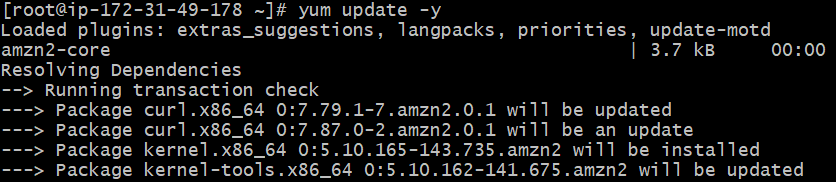 [root@ip-172-31-49-178 ~]# yum update -y
Loaded plugins: extras_suggestions, langpacks, priorities, update-motd
amzn2-core                                               | 3.7 kB     00:00
Resolving Dependencies
--> Running transaction check
---> Package curl.x86_64 0:7.79.1-7.amzn2.0.1 will be updated
---> Package curl.x86_64 0:7.87.0-2.amzn2.0.1 will be an update
---> Package kernel.x86_64 0:5.10.165-143.735.amzn2 will be installed
---> Package kernel-tools.x86_64 0:5.10.162-141.675.amzn2 will be updated